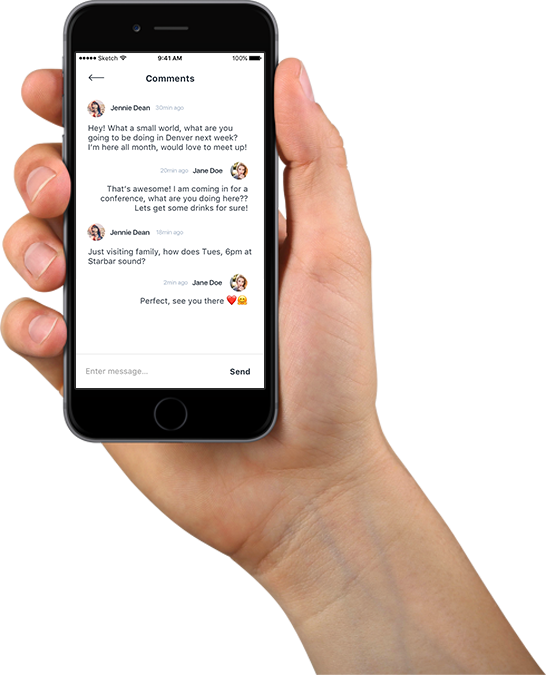 Sketch 9:41 AM 100%
Comments
Jennie Dean 30min ago
Hey! What a small world, what are you
going to be doing in Denver next week?
I'm here all month, would love to meet up!
20min ago Jane Doe
That's awesome! I am coming in for a
conference, what are you doing here??
Lets get some drinks for sure!
Jennie Dean 18min ago
Just visiting family, how does Tues, 6pm at
Starbar sound?
2min ago Jane Doe
Perfect, see you there ❤️🤗
Enter message... Send